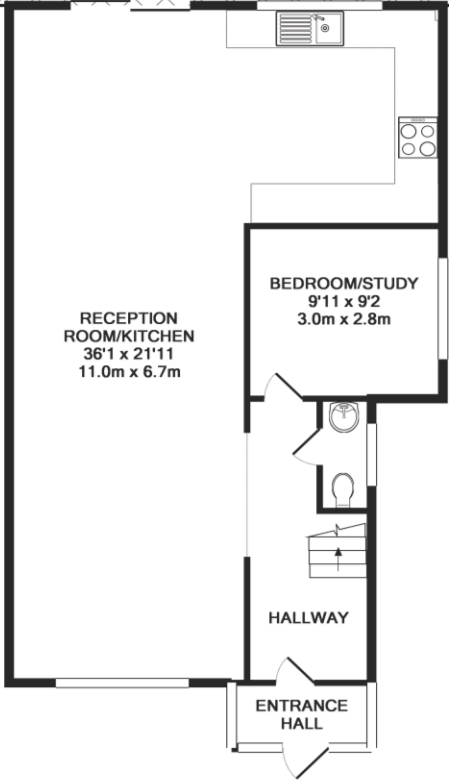 BEDROOM/STUDY
9'11 x 9'2
3.0m x 2.8m
RECEPTION
ROOM/KITCHEN
36'1 x 21'11
11.0m x 6.7m
HALLWAY
ENTRANCE
HALL